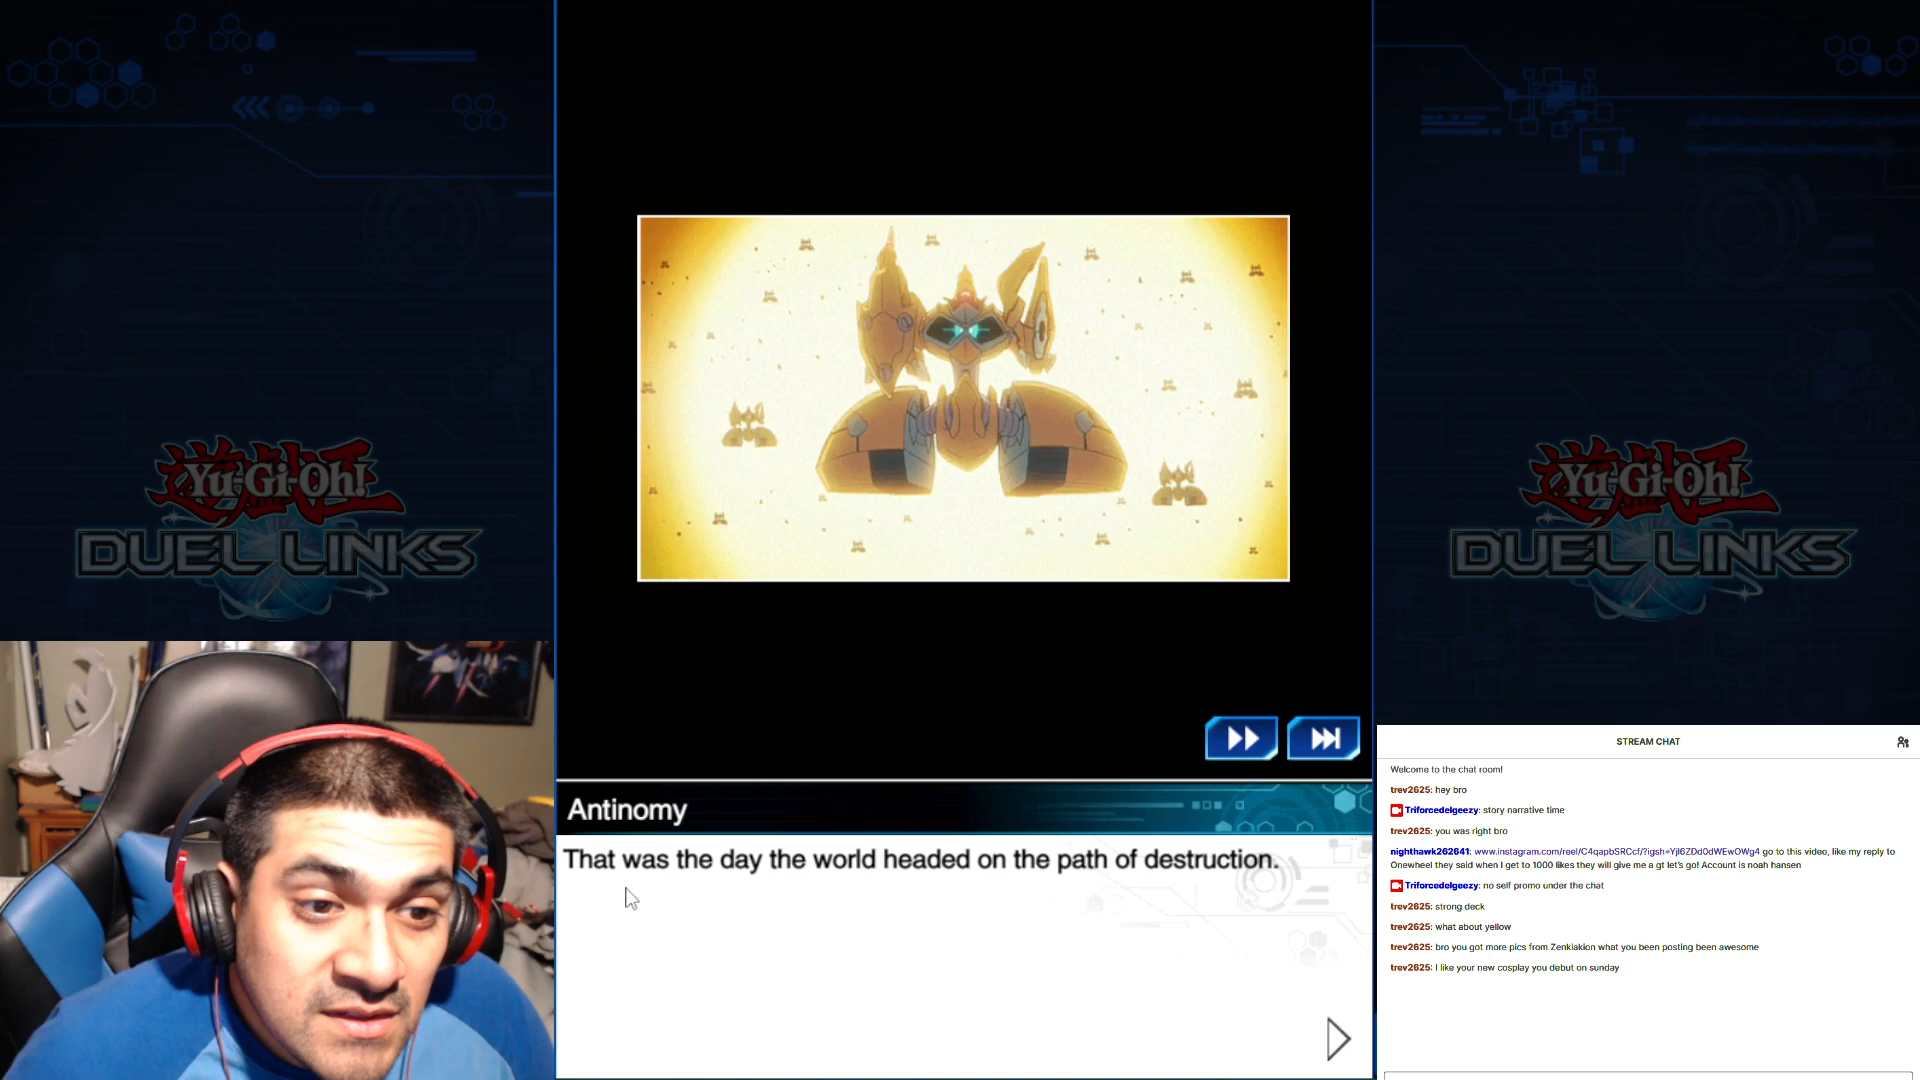 遊☆戯☆王
Yu-Gi-Oh!
DUEL LINKS
遊☆戯☆王
Yu-Gi-Oh!
DUEL LINKS
Antinomy
That was the day the world headed on the path of destruction.
STREAM CHAT
Welcome to the chat room!
trev2625: hey bro
Triforcedelgeezy: story narrative time
trev2625: you was right bro
nighthawk262641: www.instagram.com/reel/C4qapbSRCcf/?igsh=Yjl6ZDd0dWEwOWg4 go to this video, like my reply to
Onewheel they said when I get to 1000 likes they will give me a gt let's go! Account is noah hansen
Triforcedelgeezy: no self promo under the chat
trev2625: strong deck
trev2625: what about yellow
trev2625: bro you got more pics from Zenkiakion what you been posting been awesome
trev2625: I like your new cosplay you debut on sunday